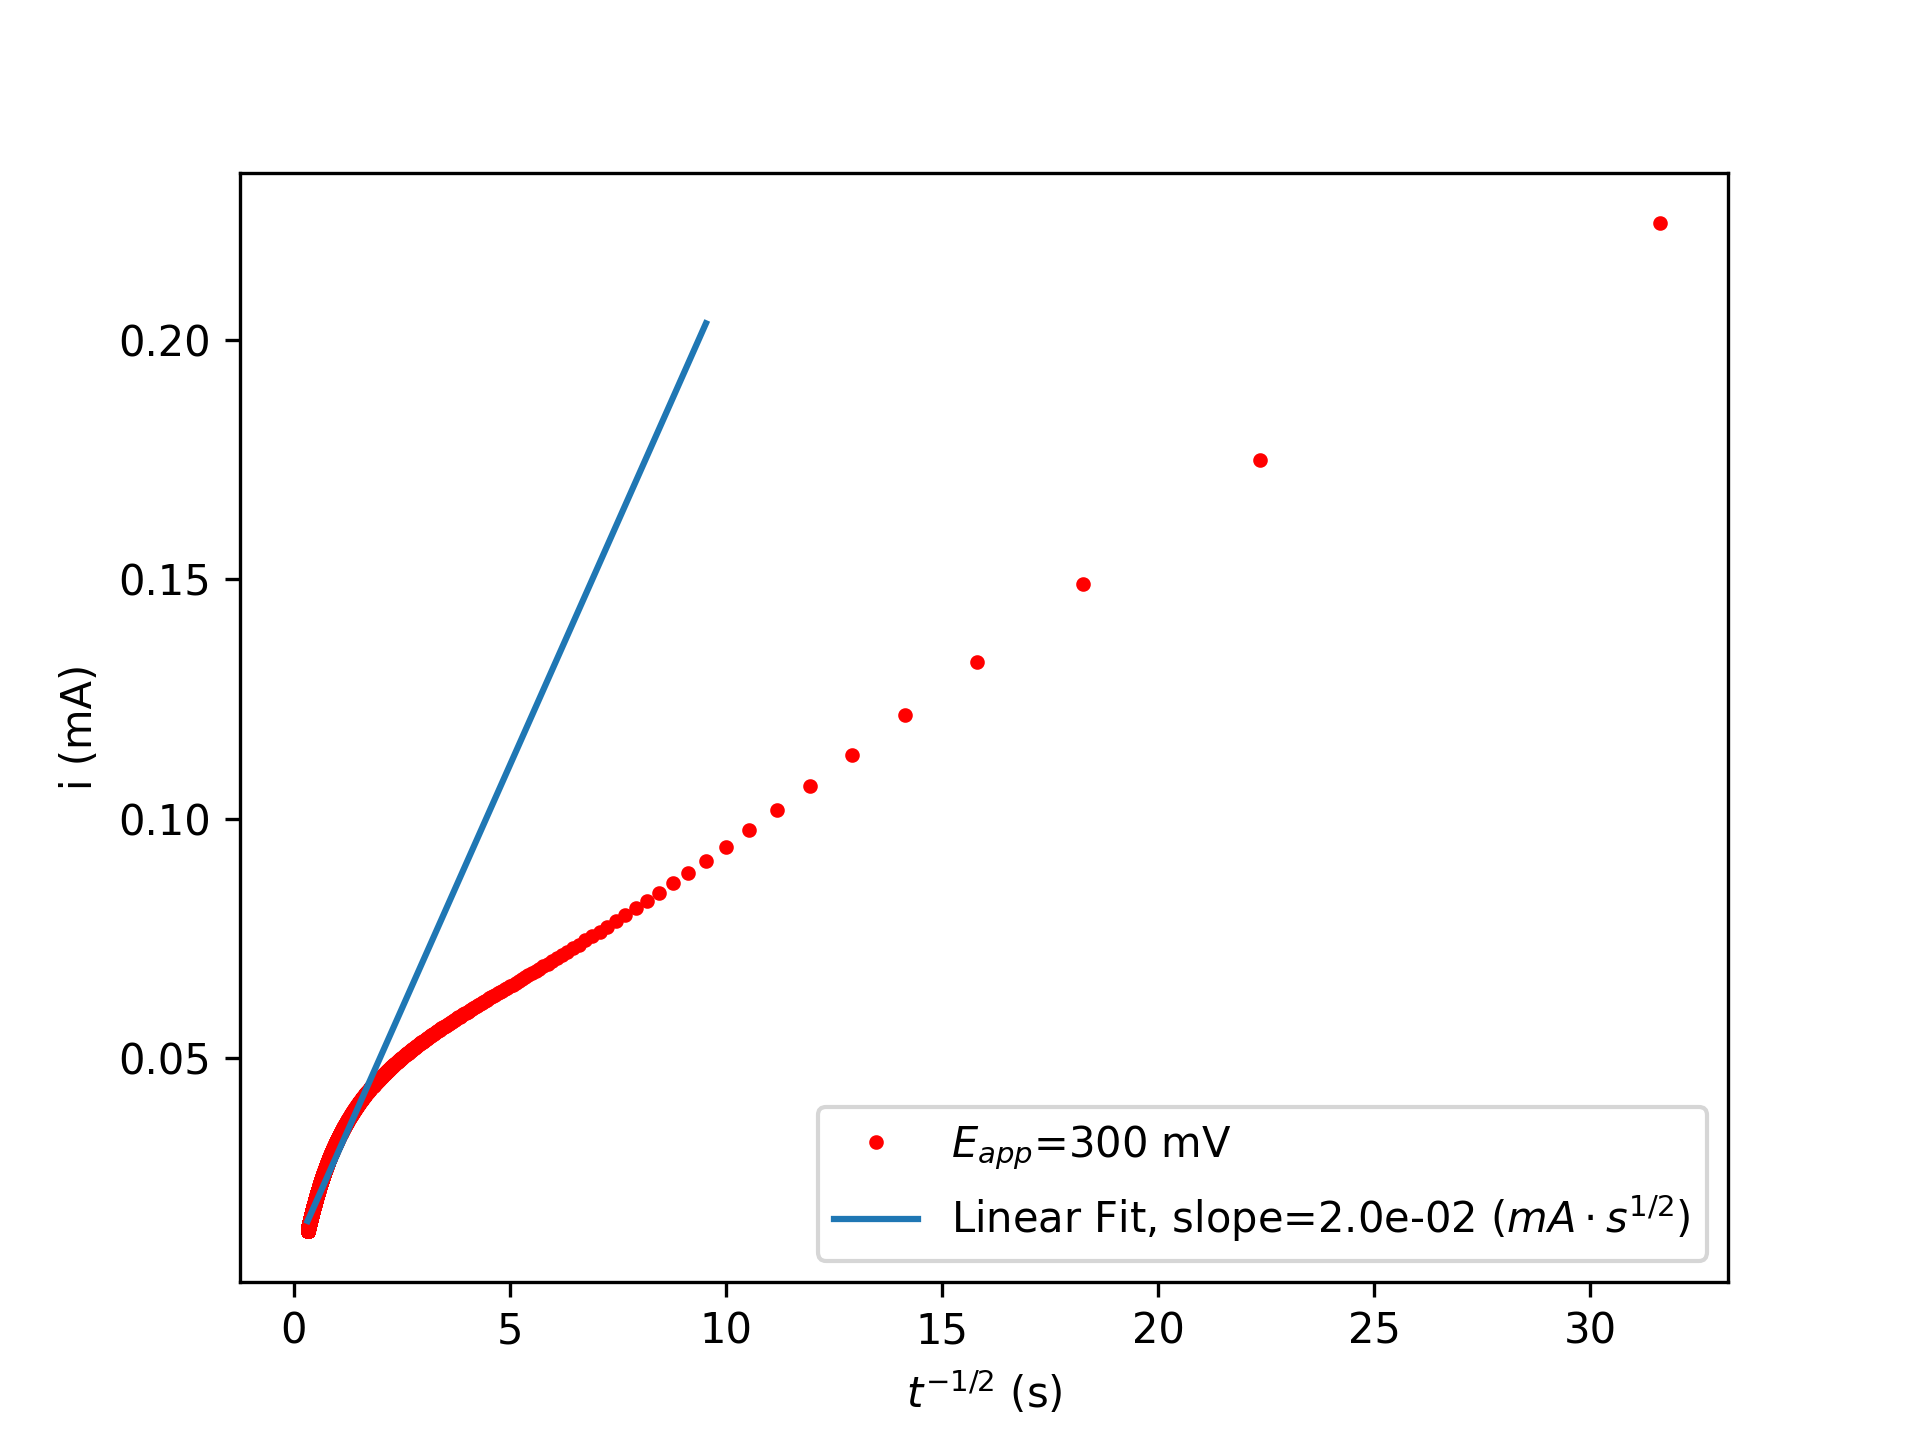 i (mA)
0.20
0.15
0.10
0.05
0 5 10 15 20 25 30
t^{-1/2} (s)
E_{app}=300 mV
Linear Fit, slope=2.0e-02 (mA · s^{1/2})